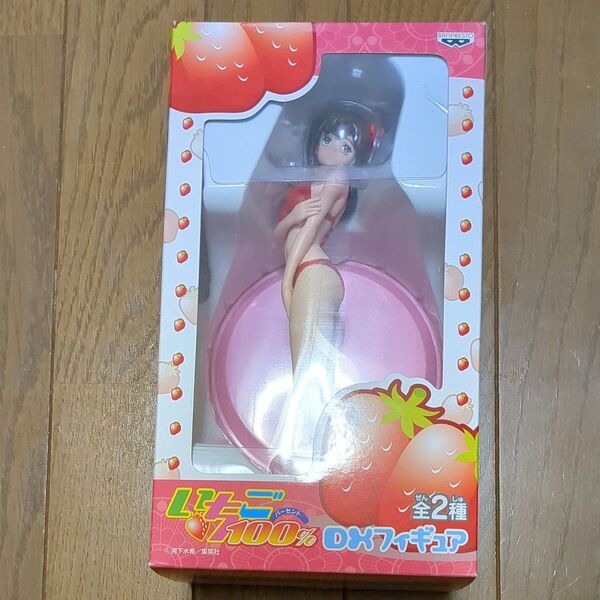 BANPRESTO
いちご100%
パーセント
ぜん しゅ
全2種
DXフィギュア
© 河下水希/集英社